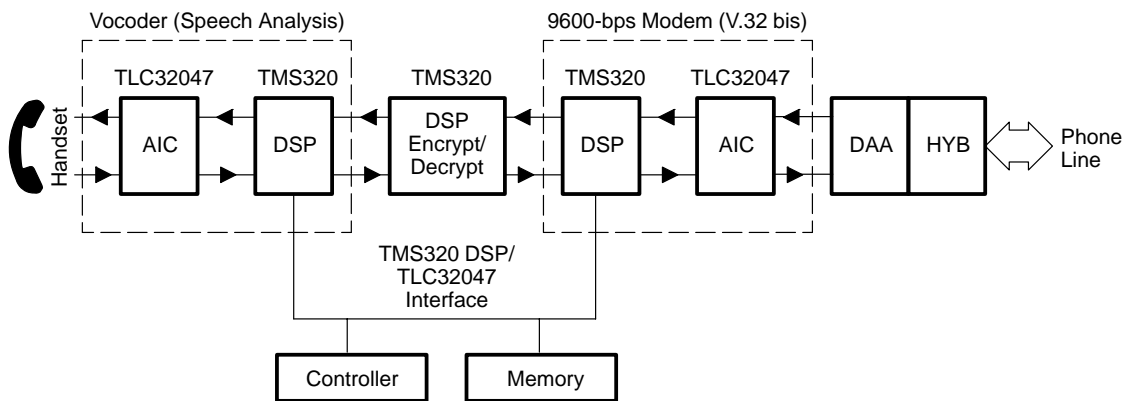 Vocoder (Speech Analysis)
9600-bps Modem (V.32 bis)
TLC32047
TMS320
TMS320
TMS320
TLC32047
Handset
AIC
DSP
DSP
Encrypt/
Decrypt
DSP
AIC
DAA
HYB
Phone
Line
TMS320 DSP/
TLC32047
Interface
Controller
Memory